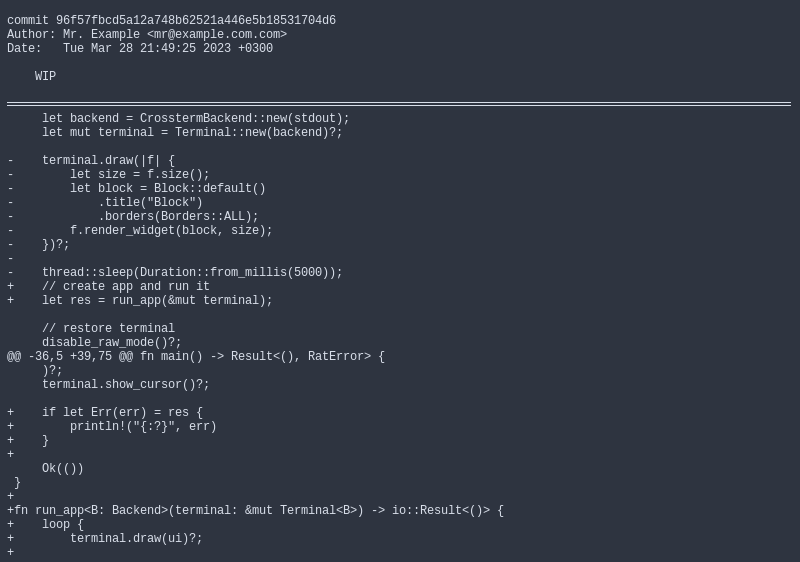 commit 96f57fbcd5a12a748b62521a446e5b18531704d6
Author: Mr. Example <mr@example.com.com>
Date:   Tue Mar 28 21:49:25 2023 +0300
    WIP
     let backend = CrosstermBackend::new(stdout);
     let mut terminal = Terminal::new(backend)?;
-    terminal.draw(|f| {
-        let size = f.size();
-        let block = Block::default()
-            .title("Block")
-            .borders(Borders::ALL);
-        f.render_widget(block, size);
-    })?;
-
-    thread::sleep(Duration::from_millis(5000));
+    // create app and run it
+    let res = run_app(&mut terminal);
     // restore terminal
     disable_raw_mode()?;
@@ -36,5 +39,75 @@ fn main() -> Result<(), RatError> {
     )?;
     terminal.show_cursor()?;
+    if let Err(err) = res {
+        println!("{:?}", err)
+    }
+
     Ok(())
 }
+
+fn run_app<B: Backend>(terminal: &mut Terminal<B>) -> io::Result<()> {
+    loop {
+        terminal.draw(ui)?;
+